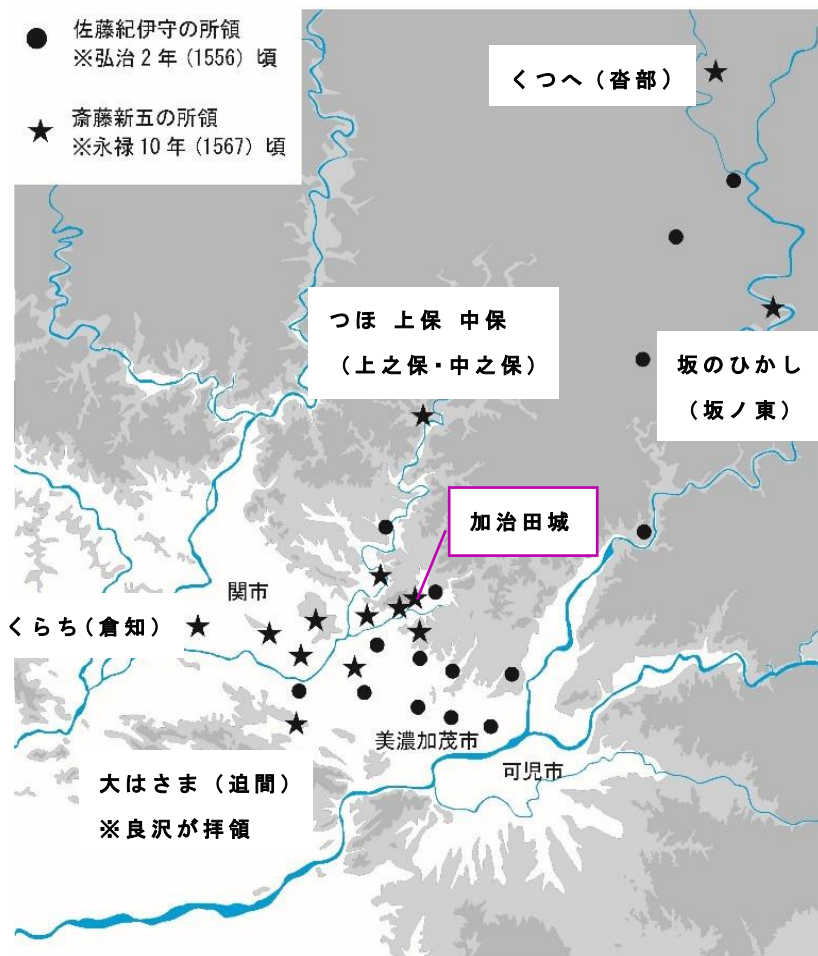 佐藤紀伊守の所領
※弘治2年(1556)頃
斎藤新五の所領
※永禄10年(1567)頃
くつへ(沓部)
つほ 上保 中保
(上之保・中之保)
坂のひかし
(坂ノ東)
加治田城
関市
くらち(倉知)
美濃加茂市
可児市
大はさま(迫間)
※良沢が拝領